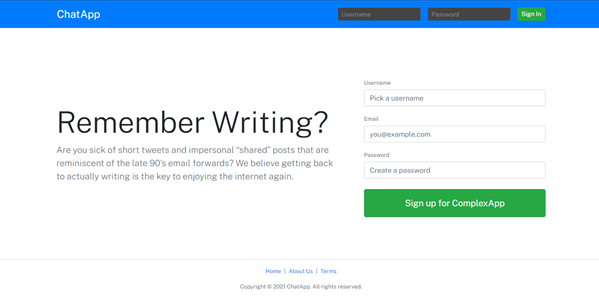 ChatApp
Username Password Sign In
Remember Writing?
Are you sick of short tweets and impersonal "shared" posts that are
reminiscent of the late 90's email forwards? We believe getting back
to actually writing is the key to enjoying the internet again.
Username
Pick a username
Email
you@example.com
Password
Create a password
Sign up for ComplexApp
Home | About Us | Terms
Copyright © 2021 ChatApp. All rights reserved.